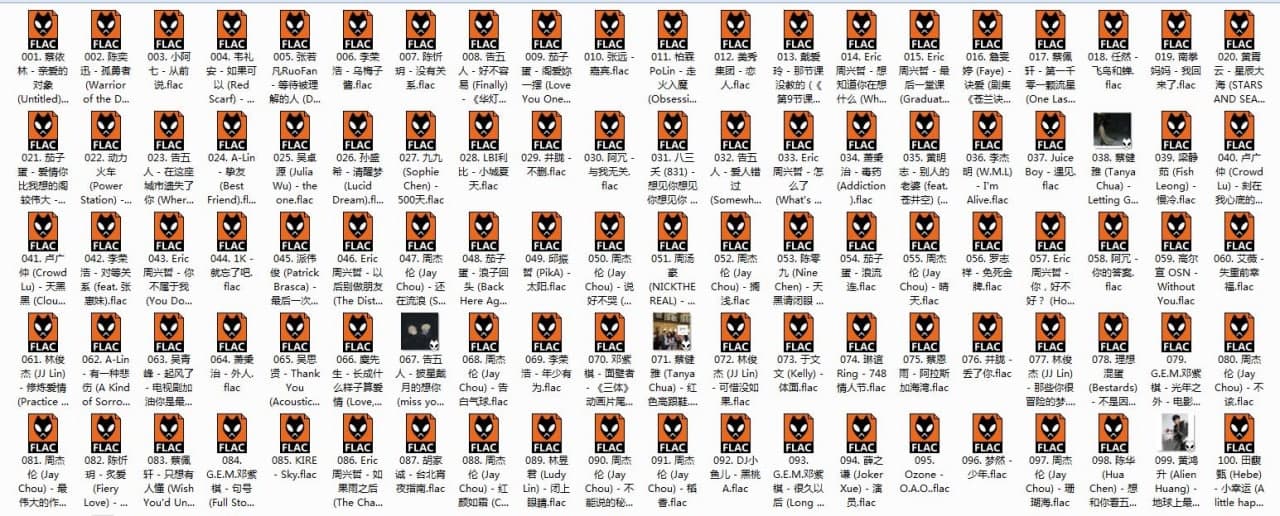 FLAC FLAC FLAC FLAC FLAC FLAC FLAC FLAC FLAC FLAC FLAC FLAC FLAC FLAC FLAC FLAC FLAC FLAC FLAC FLAC
001. 蔡依林 - 亲爱的对象 (Untitled)...
002. 陈奕迅 - 孤勇者 (Warrior of the D...
003. 小阿七 - 从前说.flac
004. 韦礼安 - 如果可以 (Red Scarf) - ...
005. 张若凡RuoFan - 等待被理解的人 (D...
006. 李荣浩 - 乌梅子酱.flac
007. 陈忻玥 - 没有关系.flac
008. 告五人 - 好不容易 (Finally) - 《华灯...
009. 茄子蛋 - 阁爱妳一摆 (Love You One...
010. 张远 - 嘉宾.flac
011. 柏霖 PoLin - 走火入魔 (Obsessi...
012. 美秀集团 - 恋人.flac
013. 戴爱玲 - 那节课没教的 (《第9节课...
014. Eric周兴哲 - 想知道你在想什么 (Wh...
015. Eric周兴哲 - 最后一堂课 (Graduat...
016. 詹雯婷 (Faye) - 诀爱 (剧集《苍兰诀...
017. 蔡佩轩 - 第一千零一颗流星 (One Las...
018. 任然 - 飞鸟和蝉.flac
019. 南拳妈妈 - 我回来了.flac
020. 黄霄云 - 星辰大海 (STARS AND SEA...
FLAC FLAC FLAC FLAC FLAC FLAC FLAC FLAC FLAC FLAC FLAC FLAC FLAC FLAC FLAC FLAC FLAC FLAC FLAC
021. 茄子蛋 - 爱情你比我想的阁较伟大 -...
022. 动力火车 (Power Station) - ...
023. 告五人 - 在这座城市遗失了你 (Wher...
024. A-Lin - 挚友 (Best Friend).fl...
025. 吴卓源 (Julia Wu) - the one.flac
026. 孙盛希 - 清醒梦 (Lucid Dream).fl...
027. 九九 (Sophie Chen) - 500天.flac
028. LBI利比 - 小城夏天.flac
029. 井胧 - 不删.flac
030. 阿冗 - 与我无关.flac
031. 八三夭 (831) - 想见你想见你想见你 ...
032. 告五人 - 爱人错过 (Somewh...
033. Eric周兴哲 - 怎么了 (What's ...
034. 萧秉治 - 毒药 (Addiction).flac
035. 黄明志 - 别人的老婆 (feat. 苍井空) (...
036. 李杰明 (W.M.L) - I'm Alive.flac
037. Juice Boy - 遇见.flac
038. 蔡健雅 (Tanya Chua) - Letting G...
039. 梁静茹 (Fish Leong) - 慢冷.flac
040. 卢广仲 (Crowd Lu) - 刻在我心底的...
FLAC FLAC FLAC FLAC FLAC FLAC FLAC FLAC FLAC FLAC FLAC FLAC FLAC FLAC FLAC FLAC FLAC FLAC FLAC FLAC
041. 卢广仲 (Crowd Lu) - 天黑黑 (Clou...
042. 李荣浩 - 对等关系 (feat. 张惠妹).flac
043. Eric周兴哲 - 你不属于我 (You Do...
044. 1K - 就忘了吧.flac
045. 派伟俊 (Patrick Brasca) - 最后一次...
046. Eric周兴哲 - 以后别做朋友 (The Dist...
047. 周杰伦 (Jay Chou) - 还在流浪 (S...
048. 茄子蛋 - 浪子回头 (Back Here Ag...
049. 邱振哲 (PikA) - 太阳.flac
050. 周杰伦 (Jay Chou) - 说好不哭 (...
051. 周汤豪 (NICKTHEREAL) - ...
052. 周杰伦 (Jay Chou) - 搁浅.flac
053. 陈零九 (Nine Chen) - 天黑请闭眼 ...
054. 茄子蛋 - 浪流连.flac
055. 周杰伦 (Jay Chou) - 晴天.flac
056. 罗志祥 - 免死金牌.flac
057. Eric周兴哲 - 你，好不好？ (Ho...
058. 阿冗 - 你的答案.flac
059. 高尔宣 OSN - Without You.flac
060. 艾薇 - 失重前幸福.flac
FLAC FLAC FLAC FLAC FLAC FLAC FLAC FLAC FLAC FLAC FLAC FLAC FLAC FLAC FLAC FLAC FLAC FLAC
061. 林俊杰 (JJ Lin) - 修炼爱情 (Practice ...
062. A-Lin - 有一种悲伤 (A Kind of Sorro...
063. 吴青峰 - 起风了 - 电视剧加油你是最...
064. 萧秉治 - 外人.flac
065. 吴思贤 - Thank You (Acoustic...
066. 麋先生 - 长成什么样子算爱情 (Love,...
067. 告五人 - 披星戴月的想你 (miss yo...
068. 周杰伦 (Jay Chou) - 告白气球.flac
069. 李荣浩 - 年少有为.flac
070. 邓紫棋 - 面壁者 - 《三体》动画片尾...
071. 蔡健雅 (Tanya Chua) - 红色高跟鞋....
072. 林俊杰 (JJ Lin) - 可惜没如果.flac
073. 于文文 (Kelly) - 体面.flac
074. 琳谊 Ring - 748情人节.flac
075. 蔡恩雨 - 阿拉斯加海湾.flac
076. 井胧 - 丢了你.flac
077. 林俊杰 (JJ Lin) - 那些你很冒险的梦....
078. 理想混蛋 (Bestards) - 不是因...
079. G.E.M.邓紫棋 - 光年之外 - 电影...
080. 周杰伦 (Jay Chou) - 不该.flac
FLAC FLAC FLAC FLAC FLAC FLAC FLAC FLAC FLAC FLAC FLAC FLAC FLAC FLAC FLAC FLAC FLAC FLAC FLAC
081. 周杰伦 (Jay Chou) - 最伟大的作...
082. 陈忻玥 - 炙爱 (Fiery Love) - ...
083. 蔡佩轩 - 只想有人懂 (Wish You'd Un...
084. G.E.M.邓紫棋 - 句号 (Full Sto...
085. KIRE - Sky.flac
086. Eric周兴哲 - 如果雨之后 (The Cha...
087. 胡家诚 - 台北宵夜指南.flac
088. 周杰伦 (Jay Chou) - 红颜如霜 (C...
089. 林昱君 (Ludy Lin) - 闭上眼睛.flac
090. 周杰伦 (Jay Chou) - 不能说的秘...
091. 周杰伦 (Jay Chou) - 稻香.flac
092. DJ小鱼儿 - 黑桃A.flac
093. G.E.M.邓紫棋 - 很久以后 (Long ...
094. 薛之谦 (Joker Xue) - 演员.flac
095. Ozone - O.A.O..flac
096. 梦然 - 少年.flac
097. 周杰伦 (Jay Chou) - 珊瑚海.flac
098. 陈华 (Hua Chen) - 想和你看五...
099. 黄鸿升 (Alien Huang) - 地球上最...
100. 田馥甄 (Hebe) - 小幸运 (A little hap...